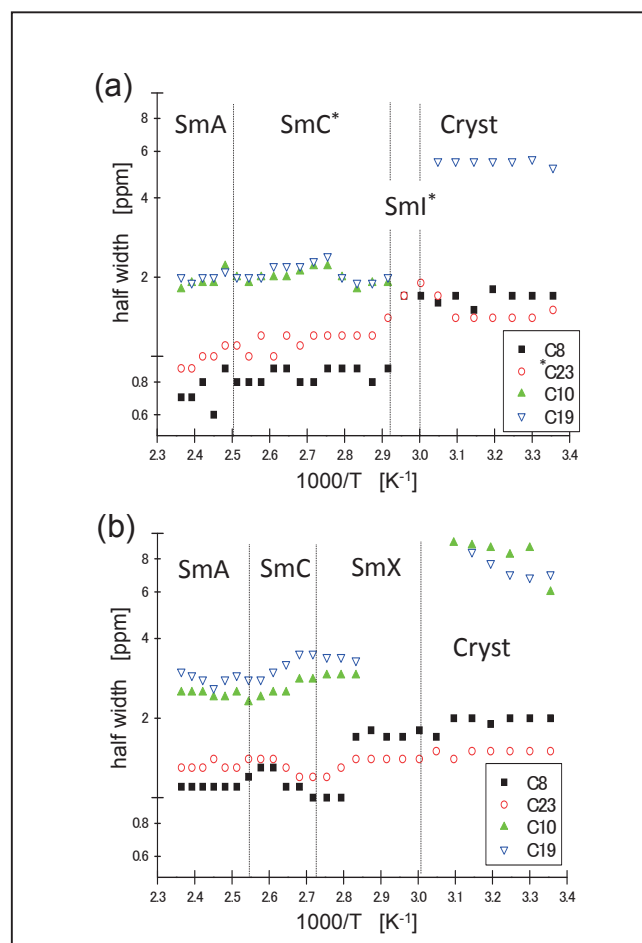 (a)
SmA SmC* Cryst
SmI*
half width [ppm]
8
6
4
2
0.8
0.6
C8
*C23
C10
C19
2.3 2.4 2.5 2.6 2.7 2.8 2.9 3.0 3.1 3.2 3.3 3.4
1000/T [K-1]
(b)
SmA SmC SmX
Cryst
half width [ppm]
8
6
4
2
0.8
0.6
C8
C23
C10
C19
2.3 2.4 2.5 2.6 2.7 2.8 2.9 3.0 3.1 3.2 3.3 3.4
1000/T [K-1]